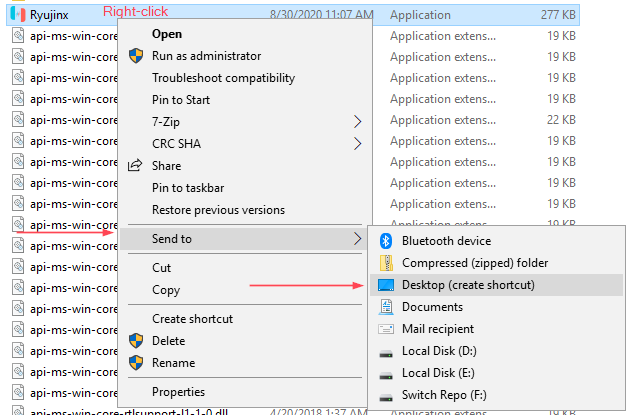 Right-click
Ryujinx 8/30/2020 11:07 AM Application 277 KB
api-ms-win-core Application extens... 19 KB
api-ms-win-core Application extens... 19 KB
api-ms-win-core Application extens... 19 KB
api-ms-win-core Application extens... 19 KB
api-ms-win-core Application extens... 22 KB
api-ms-win-core Application extens... 19 KB
api-ms-win-core Application extens... 19 KB
api-ms-win-core Application extens... 19 KB
api-ms-win-core Application extens... 19 KB
api-ms-win-core
api-ms-win-core
api-ms-win-core
api-ms-win-core
api-ms-win-core
api-ms-win-core
api-ms-win-core
api-ms-win-core
api-ms-win-core
api-ms-win-core-rtlsupport-l1-1-0.dll 4/20/2018 1:37 AM Application extens... 19 KB
Open
Run as administrator
Troubleshoot compatibility
Pin to Start
7-Zip
CRC SHA
Share
Pin to taskbar
Restore previous versions
Send to
Cut
Copy
Create shortcut
Delete
Rename
Properties
Bluetooth device
Compressed (zipped) folder
Desktop (create shortcut)
Documents
Mail recipient
Local Disk (D:)
Local Disk (E:)
Switch Repo (F:)